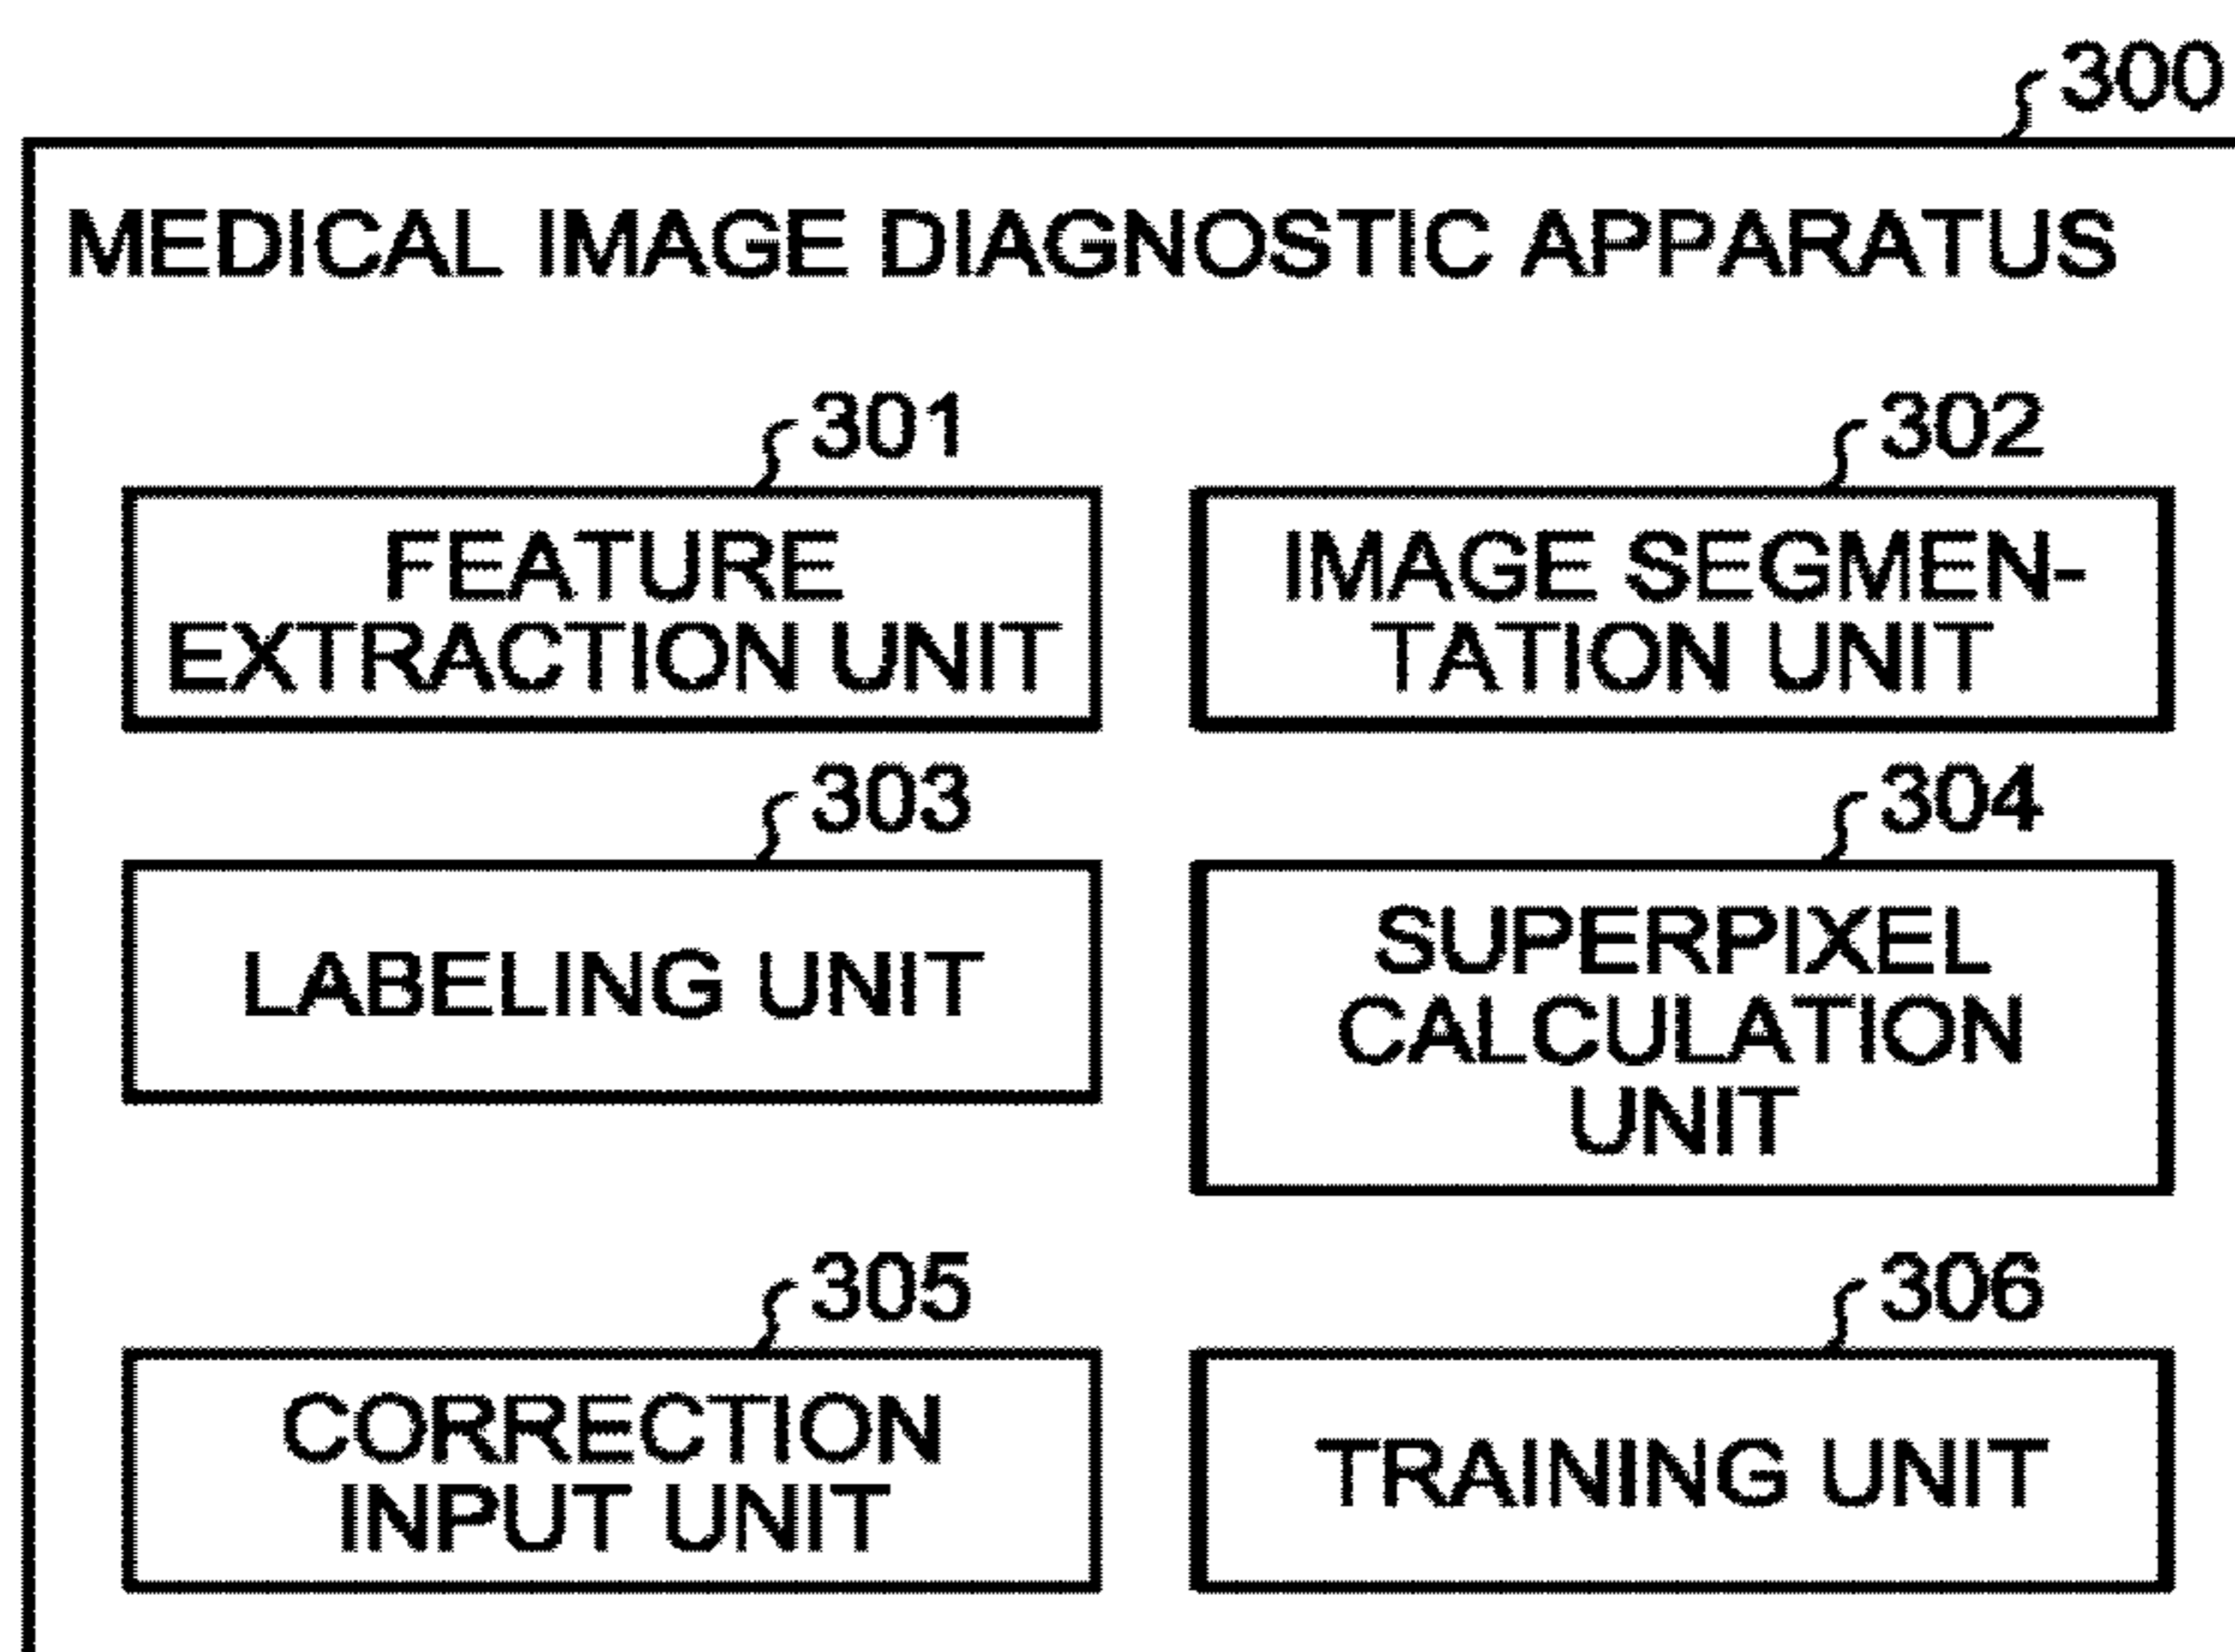 300
MEDICAL IMAGE DIAGNOSTIC APPARATUS
301
FEATURE
EXTRACTION UNIT
302
IMAGE SEGMEN-
TATION UNIT
303
LABELING UNIT
304
SUPERPIXEL
CALCULATION
UNIT
305
CORRECTION
INPUT UNIT
306
TRAINING UNIT